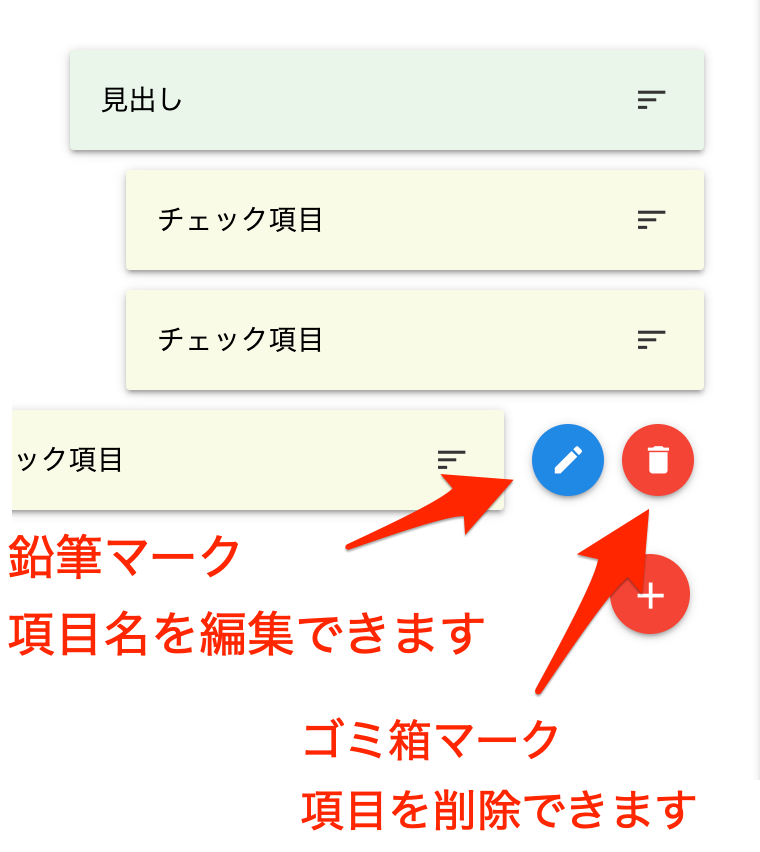 見出し
チェック項目
チェック項目
ック項目
鉛筆マーク
項目名を編集できます
ゴミ箱マーク
項目を削除できます